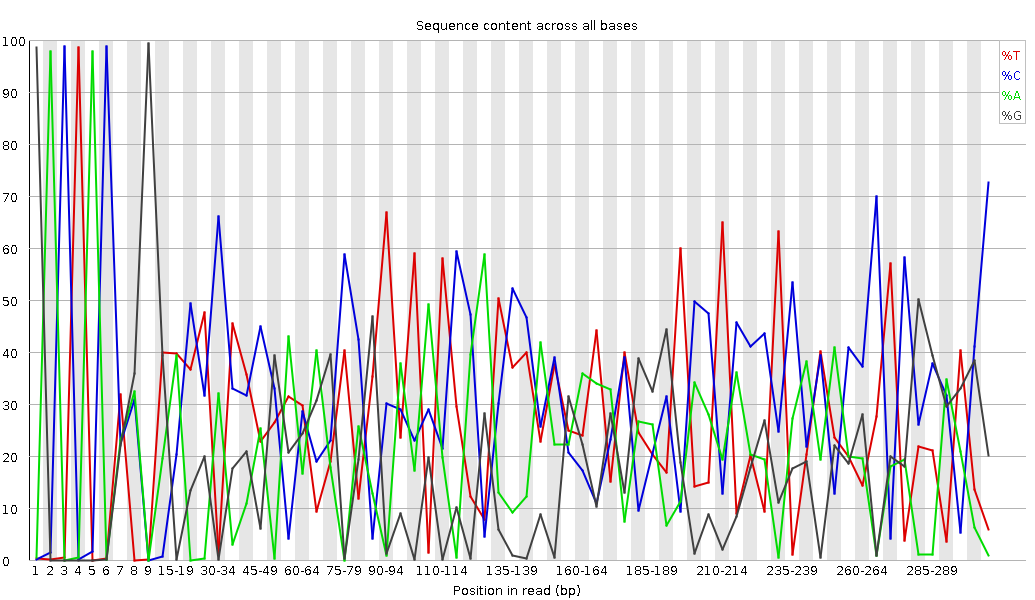 Sequence content across all bases
100
90
80
70
60
50
40
30
20
10
0
%T
%C
%A
%G
1 2 3 4 5 6 7 8 9 15-19 30-34 45-49 60-64 75-79 90-94 110-114 135-139 160-164 185-189 210-214 235-239 260-264 285-289
Position in read (bp)